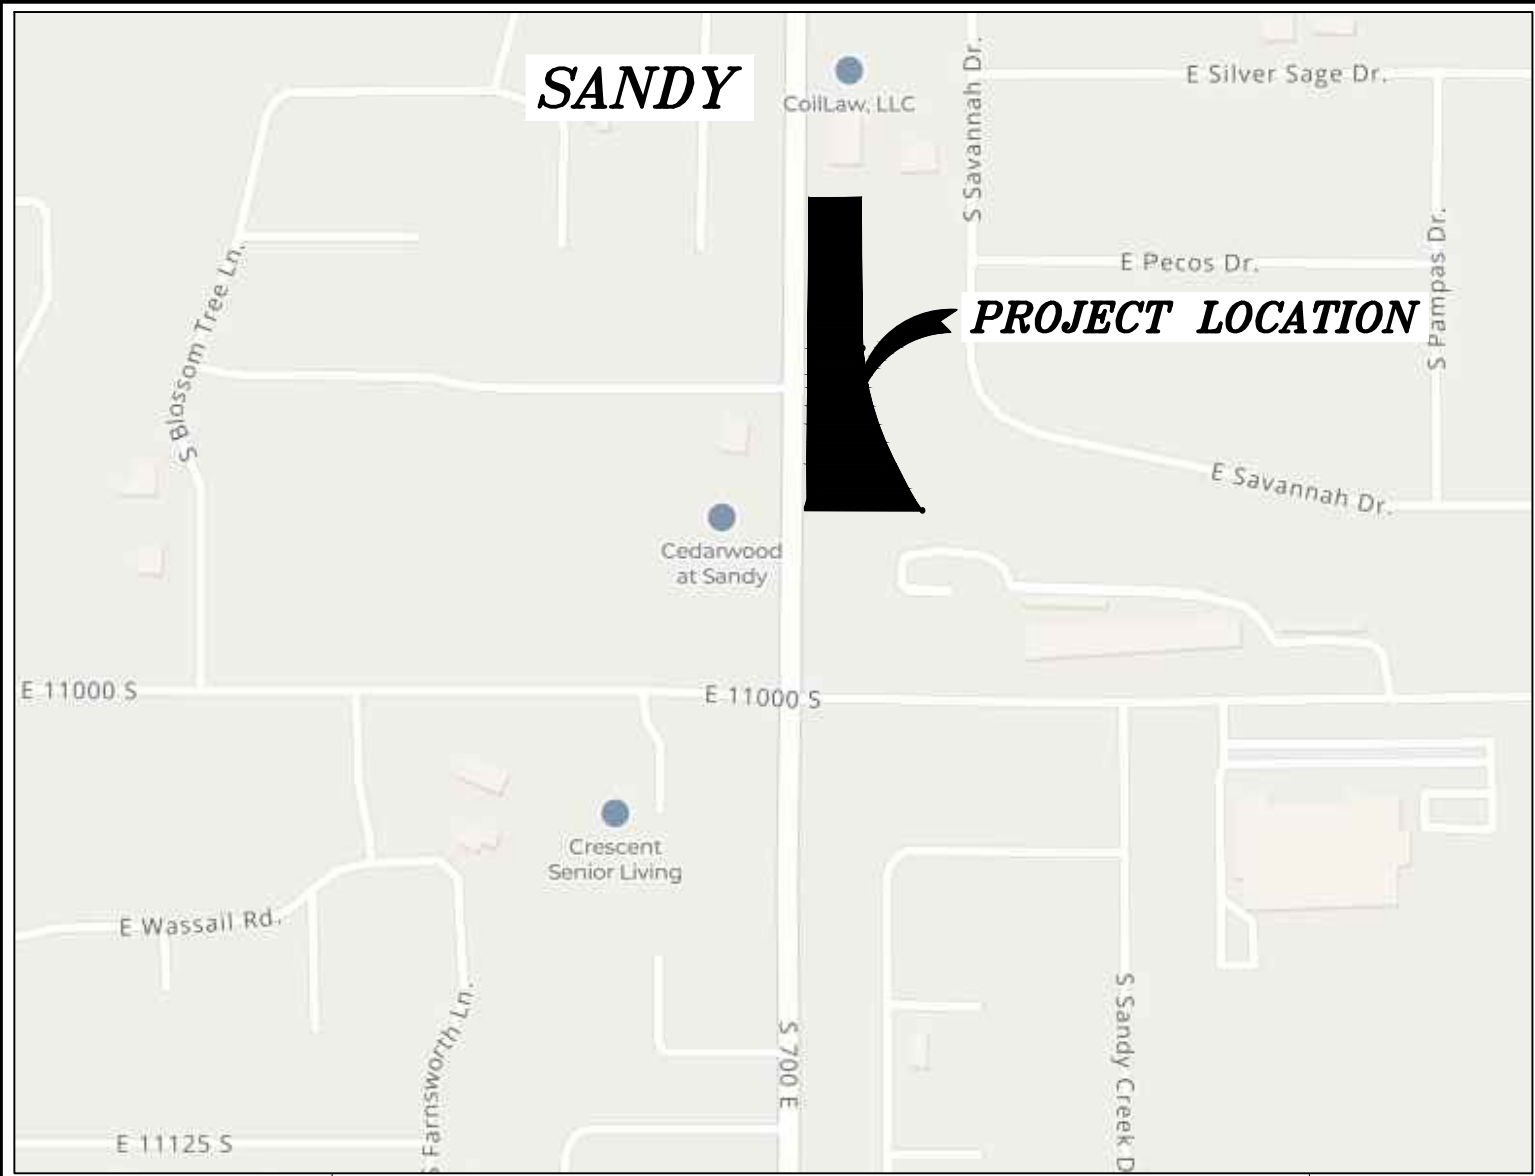 SANDY
CoilLaw, LLC
S Savannah Dr.
E Silver Sage Dr.
E Pecos Dr.
S Pampas Dr.
PROJECT LOCATION
S Blossom Tree Ln.
E Savannah Dr.
Cedarwood
at Sandy
E 11000 S
E 11000 S
Crescent
Senior Living
E Wassail Rd.
S Farnsworth Ln.
S 700 E
S Sandy Creek D
E 11125 S